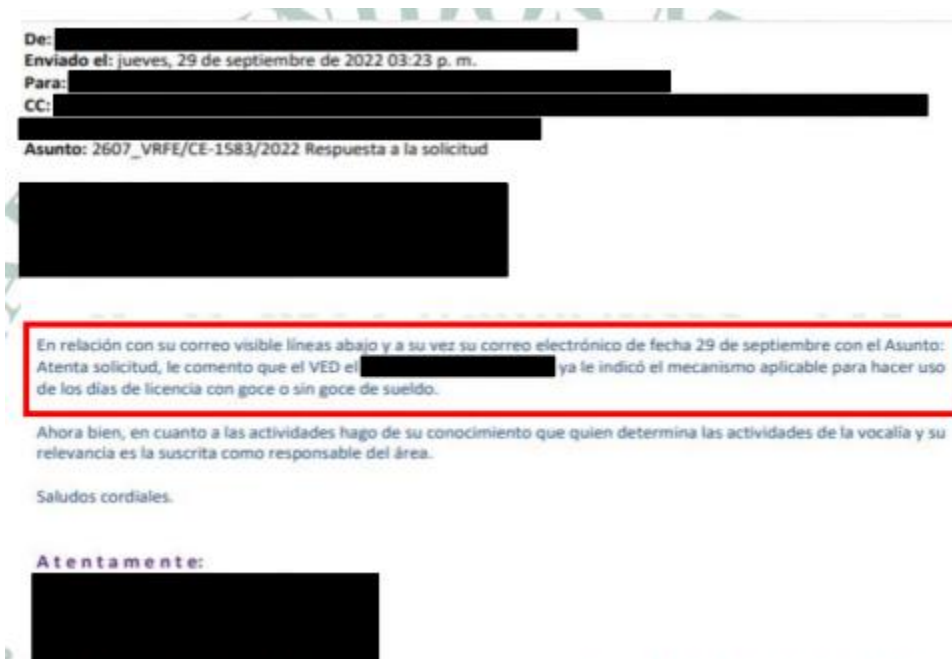 De:
Enviado el: jueves, 29 de septiembre de 2022 03:23 p. m.
Para:
CC:
Asunto: 2607_VRFE/CE-1583/2022 Respuesta a la solicitud
En relación con su correo visible líneas abajo y a su vez su correo electrónico de fecha 29 de septiembre con el Asunto:
Atenta solicitud, le comento que el VED el ya le indicó el mecanismo aplicable para hacer uso
de los días de licencia con goce o sin goce de sueldo.
Ahora bien, en cuanto a las actividades hago de su conocimiento que quien determina las actividades de la vocalía y su
relevancia es la suscrita como responsable del área.
Saludos cordiales.
Atentamente: